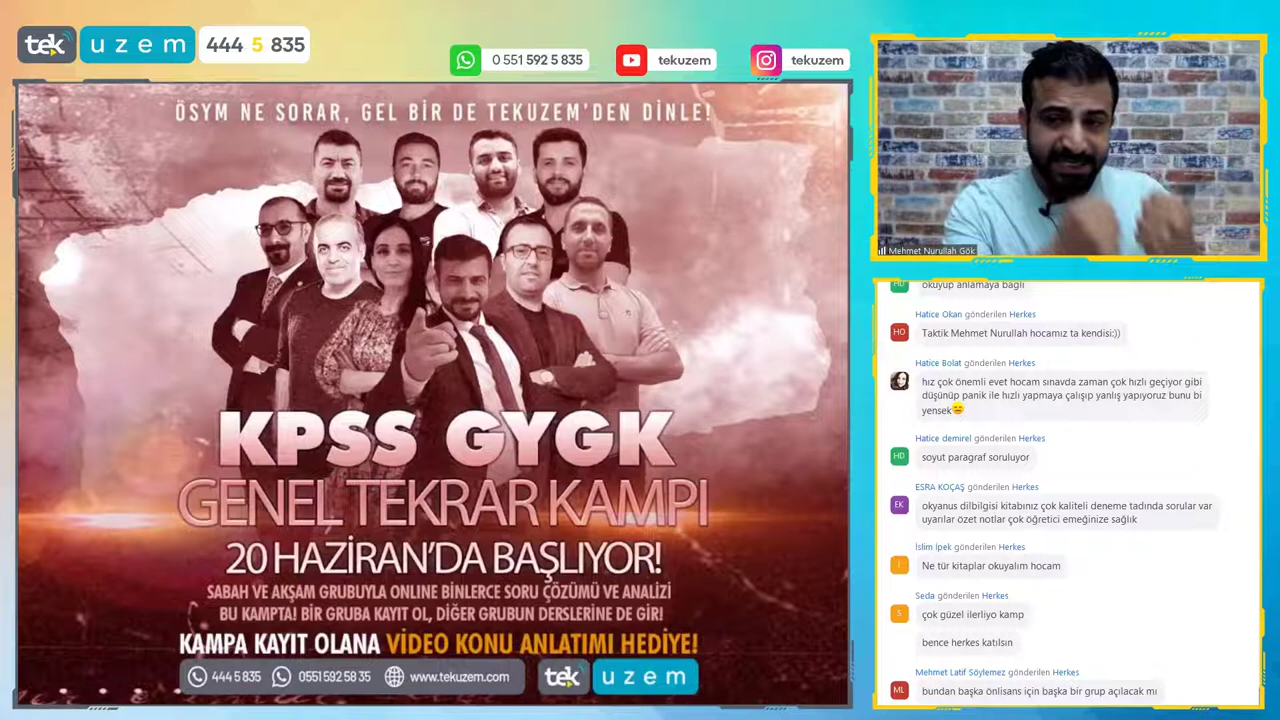 tek uzem 444 5 835
0 551 592 5 835
tekuzem
tekuzem
ÖSYM NE SORAR, GEL BİR DE TEKUZEM'DEN DİNLE!
KPSS GYGK
GENEL TEKRAR KAMPI
20 HAZİRAN'DA BAŞLIYOR!
SABAH VE AKŞAM GRUBUYLA ONLINE BİNLERCE SORU ÇÖZÜMÜ VE ANALİZİ
BU KAMPTA! BİR GRUBA KAYIT OL, DİĞER GRUBUN DERSLERİNE DE GİR!
KAMPA KAYIT OLANA VİDEO KONU ANLATIMI HEDİYE!
444 5 835 0551 592 58 35 www.tekuzem.com tek uzem
Mehmet Nurullah Gök
HD
okuyup anlamaya bağlı
Hatice Okan gönderilen Herkes
HO
Taktik Mehmet Nurullah hocamız ta kendisi:))
Hatice Bolat gönderilen Herkes
hız çok önemli evet hocam sınavda zaman çok hızlı geçiyor gibi
düşünüp panik ile hızlı yapmaya çalışıp yanlış yapıyoruz bunu bi
yensek😑
Hatice demirel gönderilen Herkes
HD
soyut paragraf soruluyor
ESRA KOÇAŞ gönderilen Herkes
EK
okyanus dilbilgisi kitabınız çok kaliteli deneme tadında sorular var
uyarılar özet notlar çok öğretici emeğinize sağlık
İslim İpek gönderilen Herkes
İ
Ne tür kitaplar okuyalım hocam
Seda gönderilen Herkes
S
çok güzel ilerliyo kamp
bence herkes katılsın
Mehmet Latif Söylemez gönderilen Herkes
ML
bundan başka önlisans için başka bir grup açılacak mı